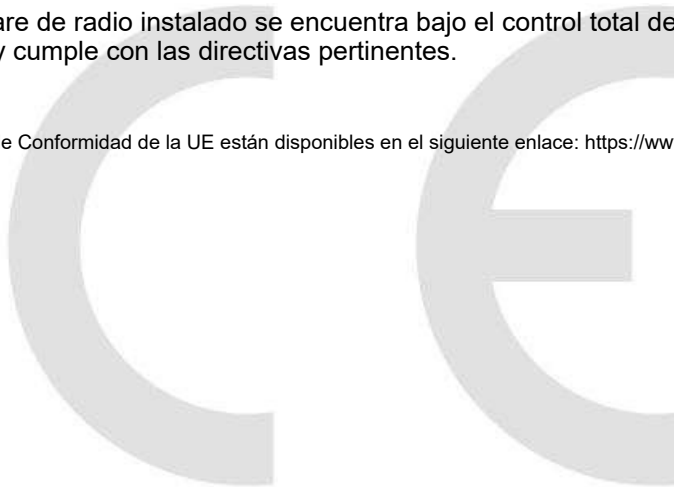 are de radio instalado se encuentra bajo el control total de
y cumple con las directivas pertinentes.
e Conformidad de la UE están disponibles en el siguiente enlace: https://ww
CE